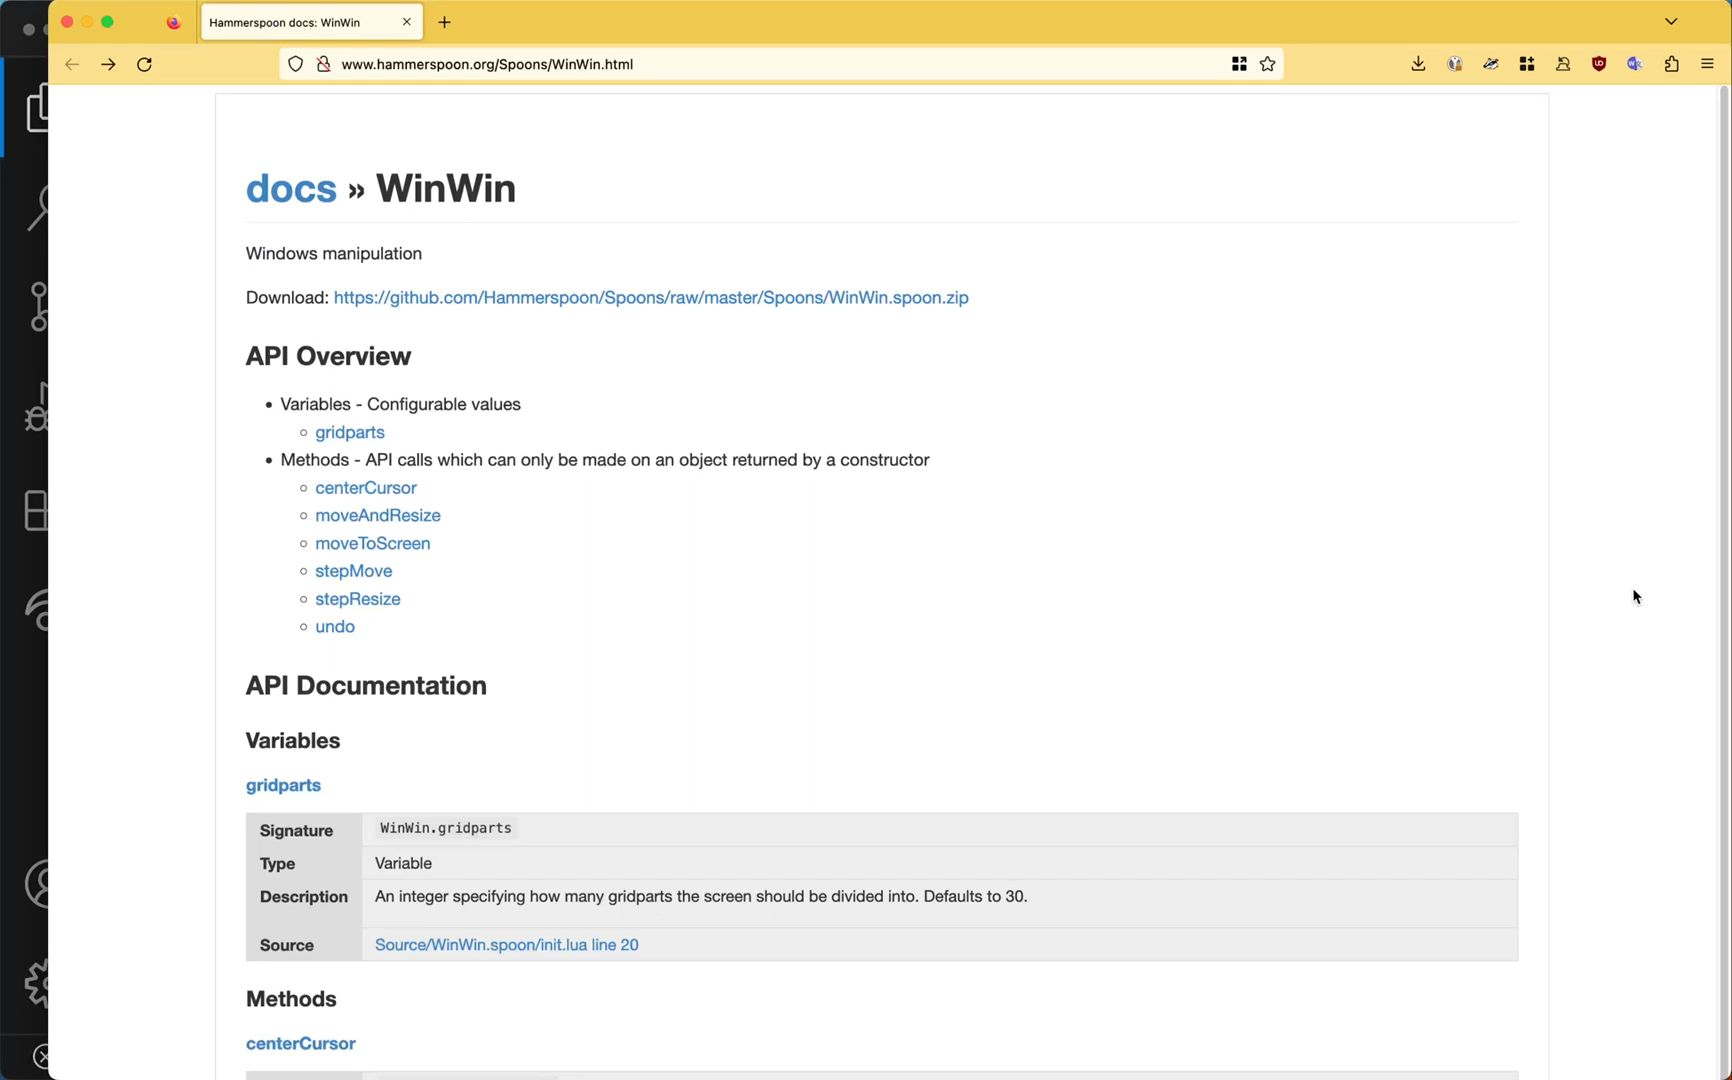 Hammerspoon docs: WinWin
www.hammerspoon.org/Spoons/WinWin.html
docs » WinWin
Windows manipulation
Download: https://github.com/Hammerspoon/Spoons/raw/master/Spoons/WinWin.spoon.zip
API Overview
• Variables - Configurable values
◦ gridparts
• Methods - API calls which can only be made on an object returned by a constructor
◦ centerCursor
◦ moveAndResize
◦ moveToScreen
◦ stepMove
◦ stepResize
◦ undo
API Documentation
Variables
gridparts
Signature WinWin.gridparts
Type Variable
Description An integer specifying how many gridparts the screen should be divided into. Defaults to 30.
Source Source/WinWin.spoon/init.lua line 20
Methods
centerCursor